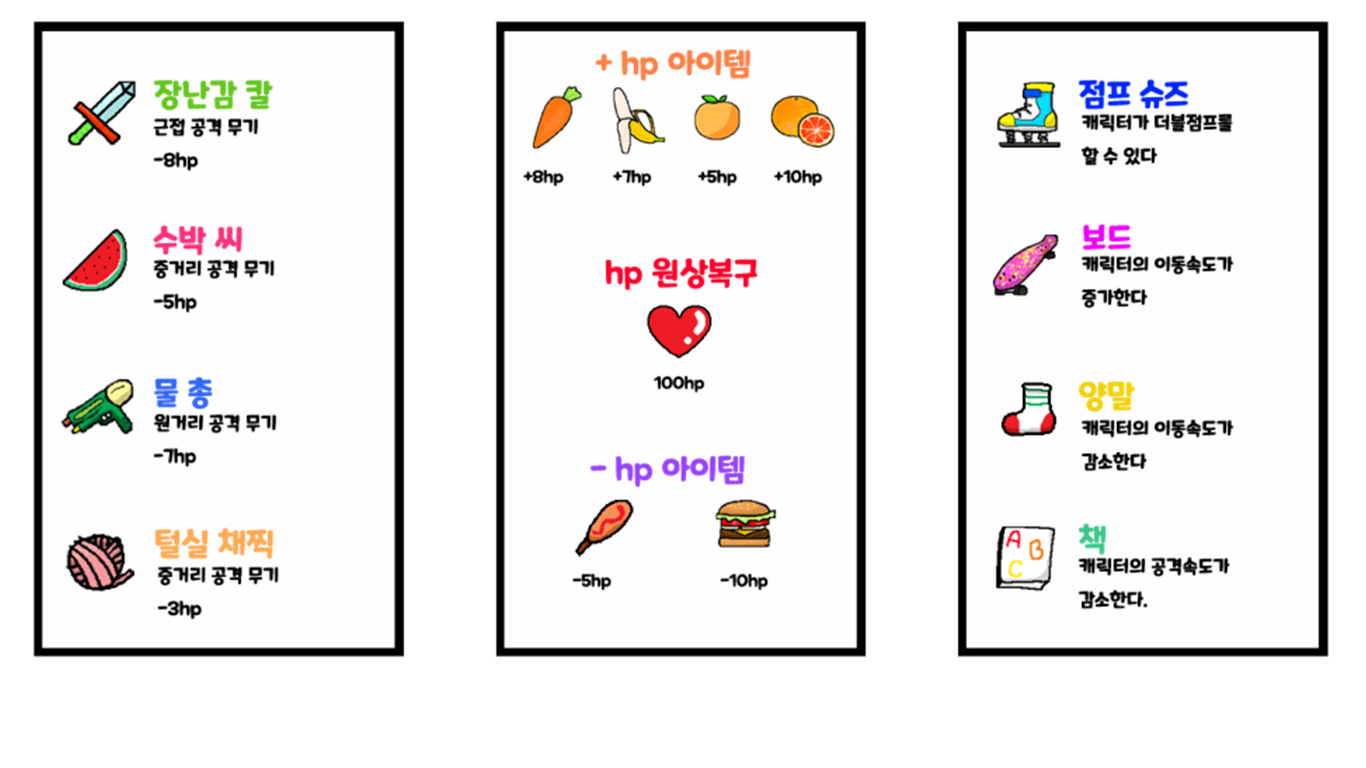 장난감 칼
근접 공격 무기
-8hp
수박 씨
중거리 공격 무기
-5hp
물 총
원거리 공격 무기
-7hp
털실 채찍
중거리 공격 무기
-3hp
+ hp 아이템
+8hp +7hp +5hp +10hp
hp 원상복구
100hp
- hp 아이템
-5hp -10hp
점프 슈즈
캐릭터가 더블점프를
할 수 있다
보드
캐릭터의 이동속도가
증가한다
양말
캐릭터의 이동속도가
감소한다
A
B
C
책
캐릭터의 공격속도가
감소한다.